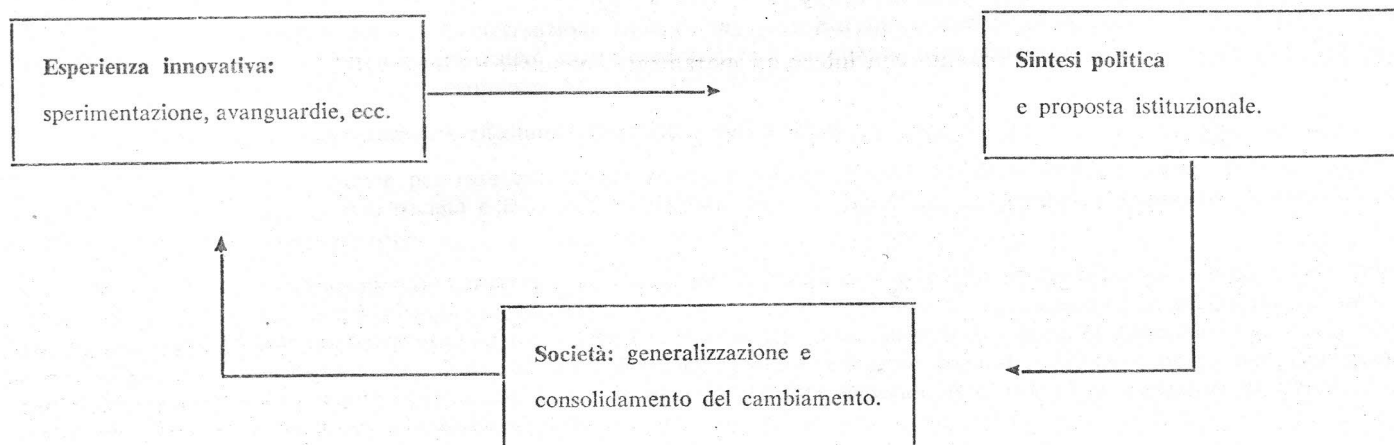 Esperienza innovativa:
sperimentazione, avanguardie, ecc.
Sintesi politica
e proposta istituzionale.
Società: generalizzazione e
consolidamento del cambiamento.